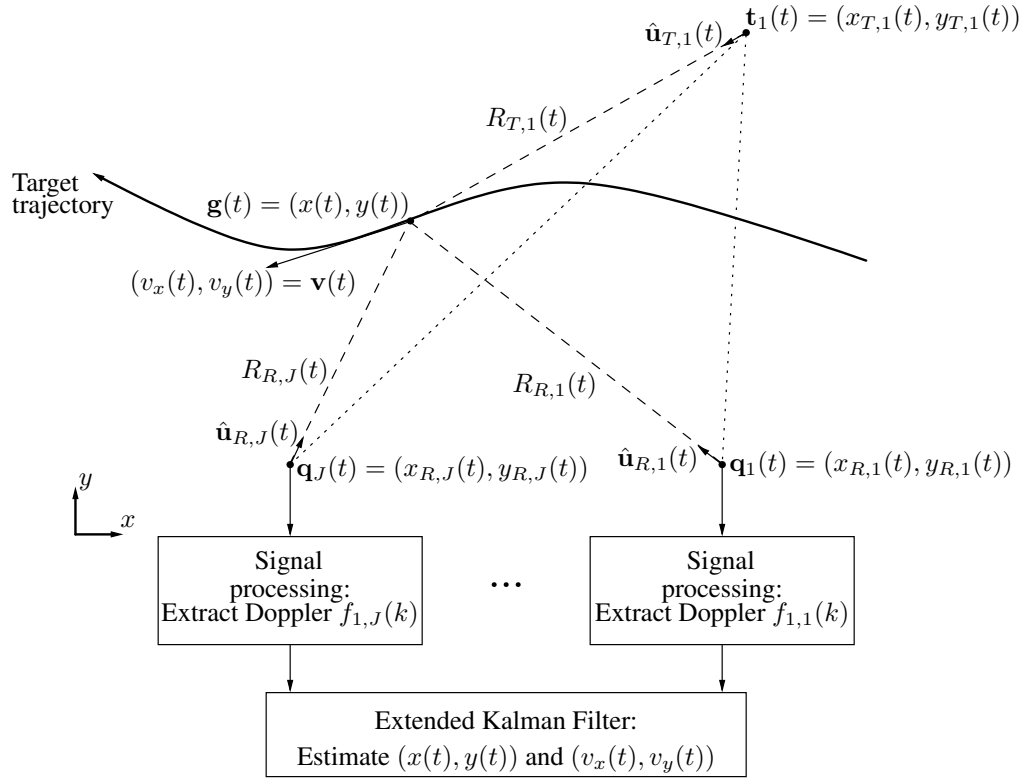 𝐭_1(t) = (x_{T,1}(t), y_{T,1}(t))
𝐮̂_{T,1}(t)
R_{T,1}(t)
Target
trajectory
𝐠(t) = (x(t), y(t))
(v_x(t), v_y(t)) = 𝐯(t)
R_{R,J}(t)
R_{R,1}(t)
𝐮̂_{R,J}(t)
𝐮̂_{R,1}(t)
𝐪_J(t) = (x_{R,J}(t), y_{R,J}(t))
𝐪_1(t) = (x_{R,1}(t), y_{R,1}(t))
y
x
Signal
processing:
Extract Doppler f_{1,J}(k)
...
Signal
processing:
Extract Doppler f_{1,1}(k)
Extended Kalman Filter:
Estimate (x(t), y(t)) and (v_x(t), v_y(t))